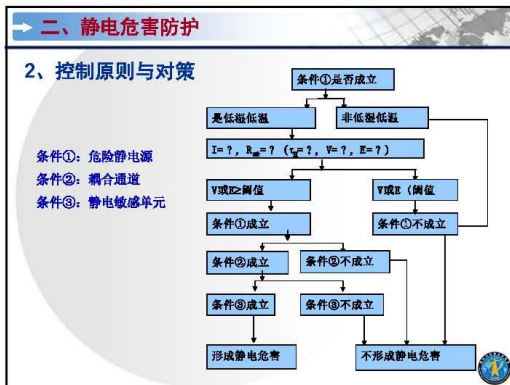 二、静电危害防护
2、控制原则与对策
条件①：危险静电源
条件②：耦合通道
条件③：静电敏感单元
条件①是否成立
是低湿低温
非低湿低温
V或E≥阈值
V或E〈阈值
条件①成立
条件①不成立
条件②成立
条件②不成立
条件③成立
条件③不成立
形成静电危害
不形成静电危害